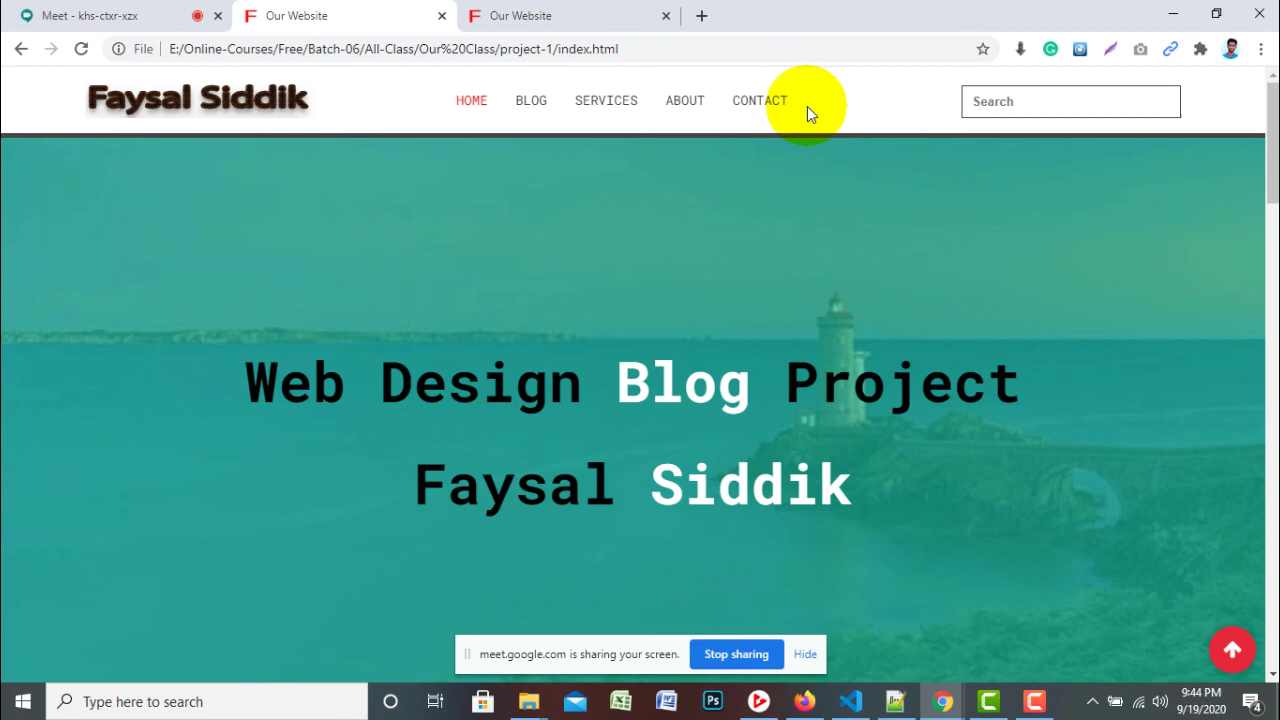 Meet - khs-ctxr-xzx
Our Website
Our Website
File
E:/Online-Courses/Free/Batch-06/All-Class/Our%20Class/project-1/index.html
Faysal Siddik
HOME BLOG SERVICES ABOUT CONTACT
Search
Web Design Blog Project
Faysal Siddik
meet.google.com is sharing your screen.
Stop sharing
Hide
Type here to search
9:44 PM
9/19/2020
4